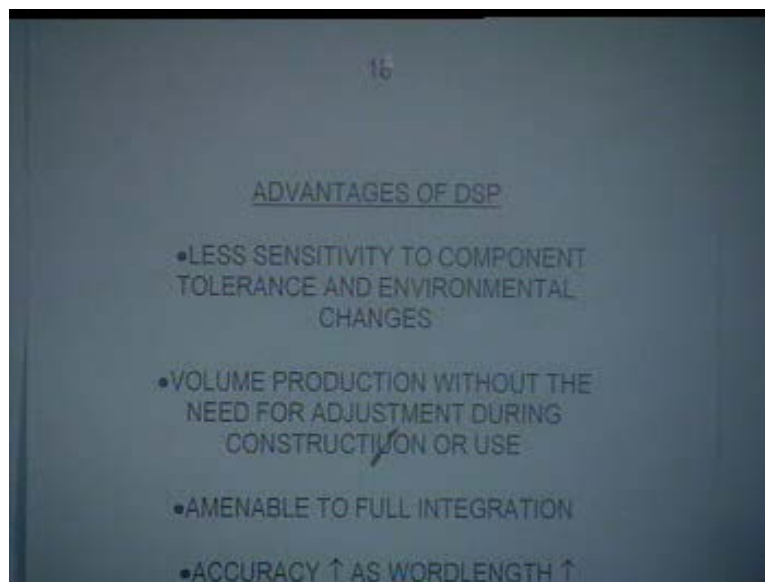 16
ADVANTAGES OF DSP
•LESS SENSITIVITY TO COMPONENT
TOLERANCE AND ENVIRONMENTAL
CHANGES
•VOLUME PRODUCTION WITHOUT THE
NEED FOR ADJUSTMENT DURING
CONSTRUCTIUON OR USE
•AMENABLE TO FULL INTEGRATION
•ACCURACY ↑ AS WORDLENGTH ↑